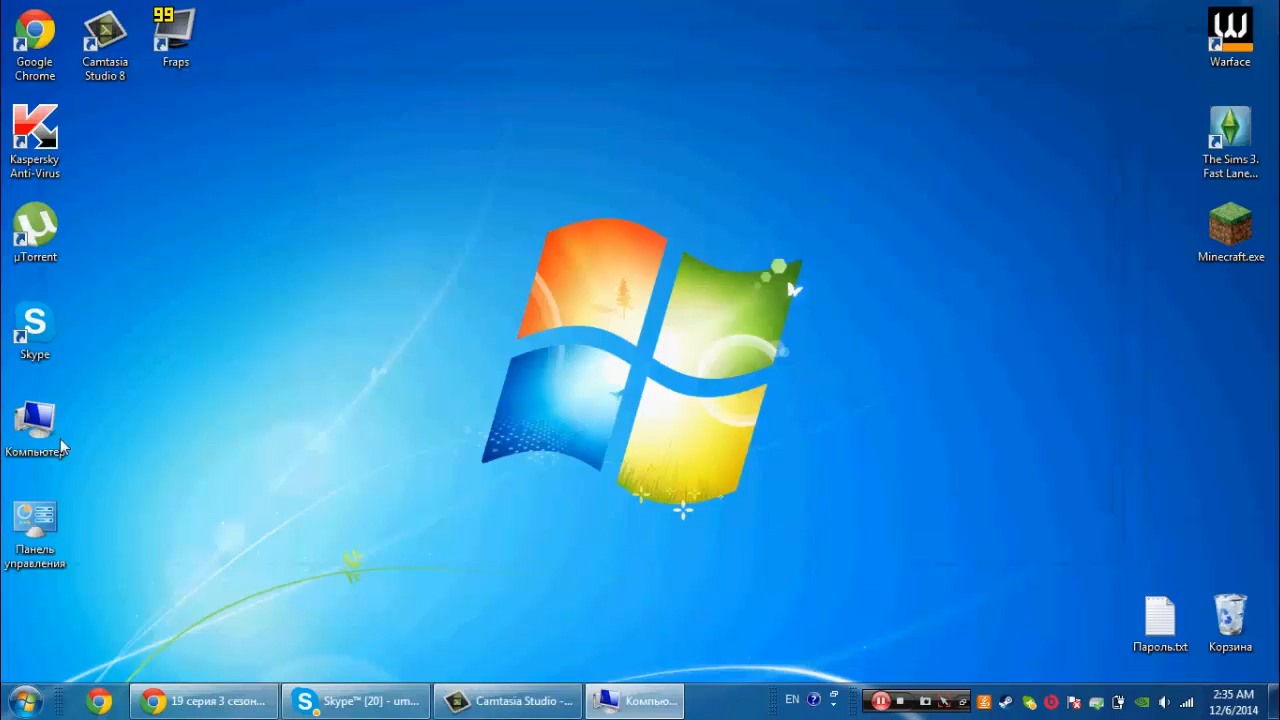 99
Google
Chrome
Camtasia
Studio 8
Fraps
Warface
Kaspersky
Anti-Virus
The Sims 3.
Fast Lane...
µTorrent
Minecraft.exe
S
Skype
Компьютер
Панель
управления
Пароль.txt
Корзина
19 серия 3 сезон...
Skype™ [20] - um...
Camtasia Studio -...
Компью...
EN
2:35 AM
12/6/2014